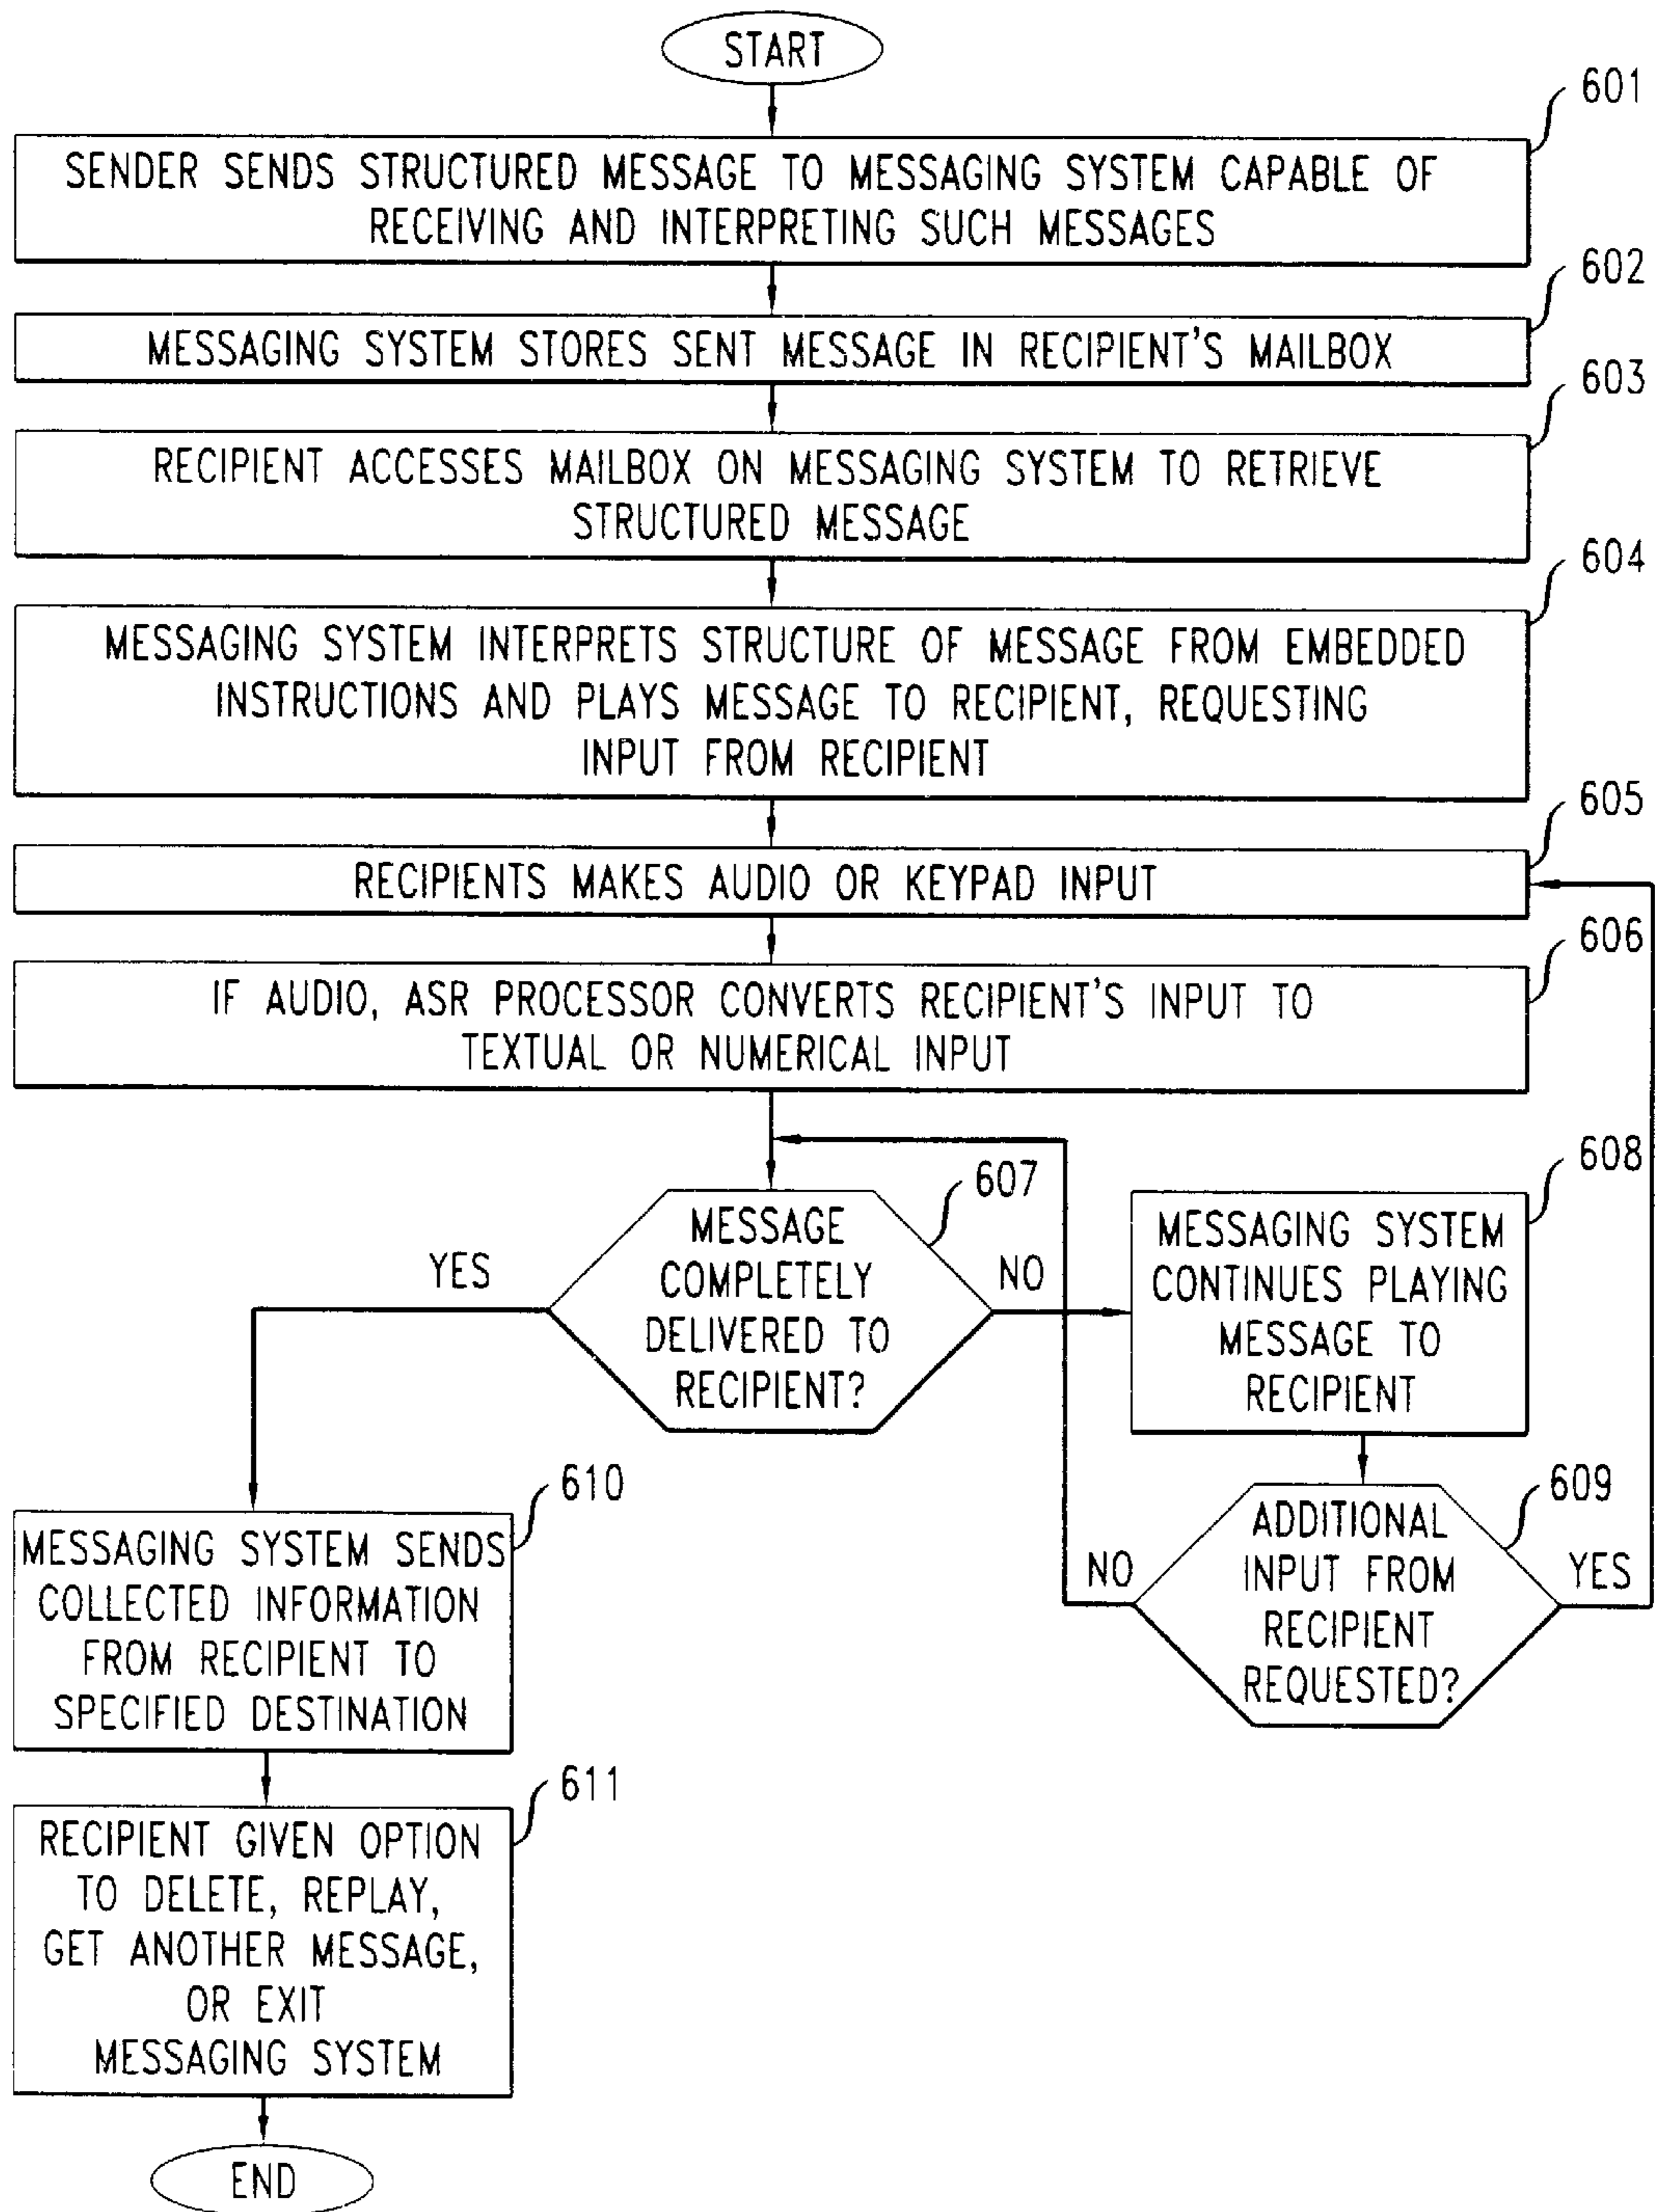 START
601
SENDER SENDS STRUCTURED MESSAGE TO MESSAGING SYSTEM CAPABLE OF
RECEIVING AND INTERPRETING SUCH MESSAGES
602
MESSAGING SYSTEM STORES SENT MESSAGE IN RECIPIENT'S MAILBOX
603
RECIPIENT ACCESSES MAILBOX ON MESSAGING SYSTEM TO RETRIEVE
STRUCTURED MESSAGE
604
MESSAGING SYSTEM INTERPRETS STRUCTURE OF MESSAGE FROM EMBEDDED
INSTRUCTIONS AND PLAYS MESSAGE TO RECIPIENT, REQUESTING
INPUT FROM RECIPIENT
605
RECIPIENTS MAKES AUDIO OR KEYPAD INPUT
606
IF AUDIO, ASR PROCESSOR CONVERTS RECIPIENT'S INPUT TO
TEXTUAL OR NUMERICAL INPUT
607
MESSAGE
COMPLETELY
DELIVERED TO
RECIPIENT?
YES
NO
608
MESSAGING SYSTEM
CONTINUES PLAYING
MESSAGE TO
RECIPIENT
609
ADDITIONAL
INPUT FROM
RECIPIENT
REQUESTED?
NO
YES
610
MESSAGING SYSTEM SENDS
COLLECTED INFORMATION
FROM RECIPIENT TO
SPECIFIED DESTINATION
611
RECIPIENT GIVEN OPTION
TO DELETE, REPLAY,
GET ANOTHER MESSAGE,
OR EXIT
MESSAGING SYSTEM
END